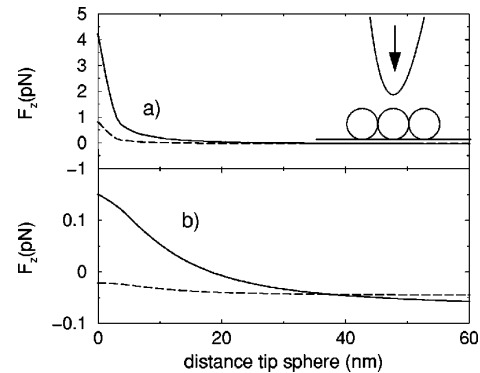 5
4
3
2
1
0
−1
F_z(pN)
a)
0.1
0
−0.1
F_z(pN)
b)
0 20 40 60
distance tip sphere (nm)